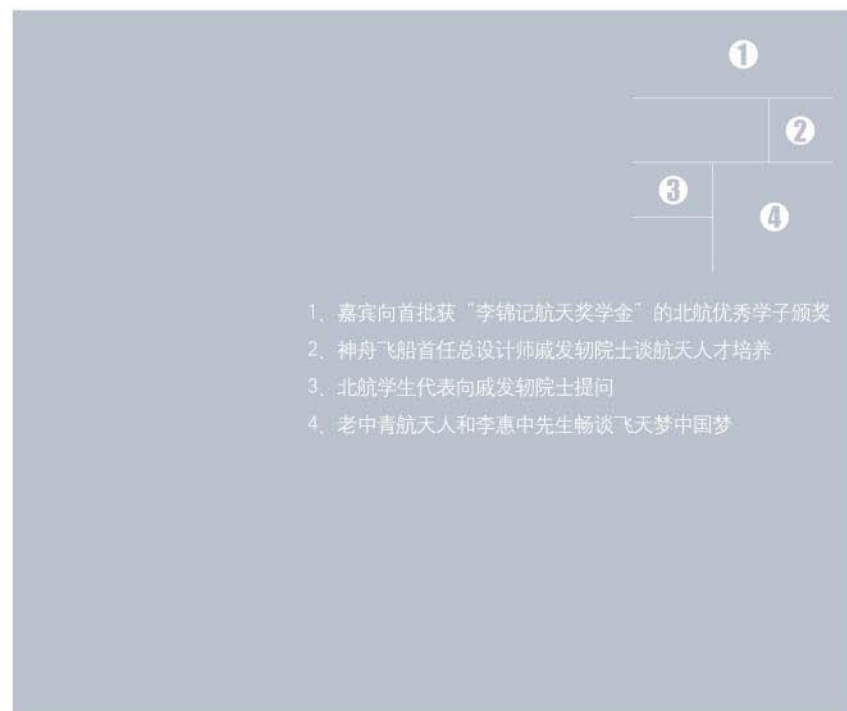 1
2
3
4
1、嘉宾向首批获“李锦记航天奖学金”的北航优秀学子颁奖
2、神舟飞船首任总设计师戚发轫院士谈航天人才培养
3、北航学生代表向戚发轫院士提问
4、老中青航天人和李惠中先生畅谈飞天梦中国梦